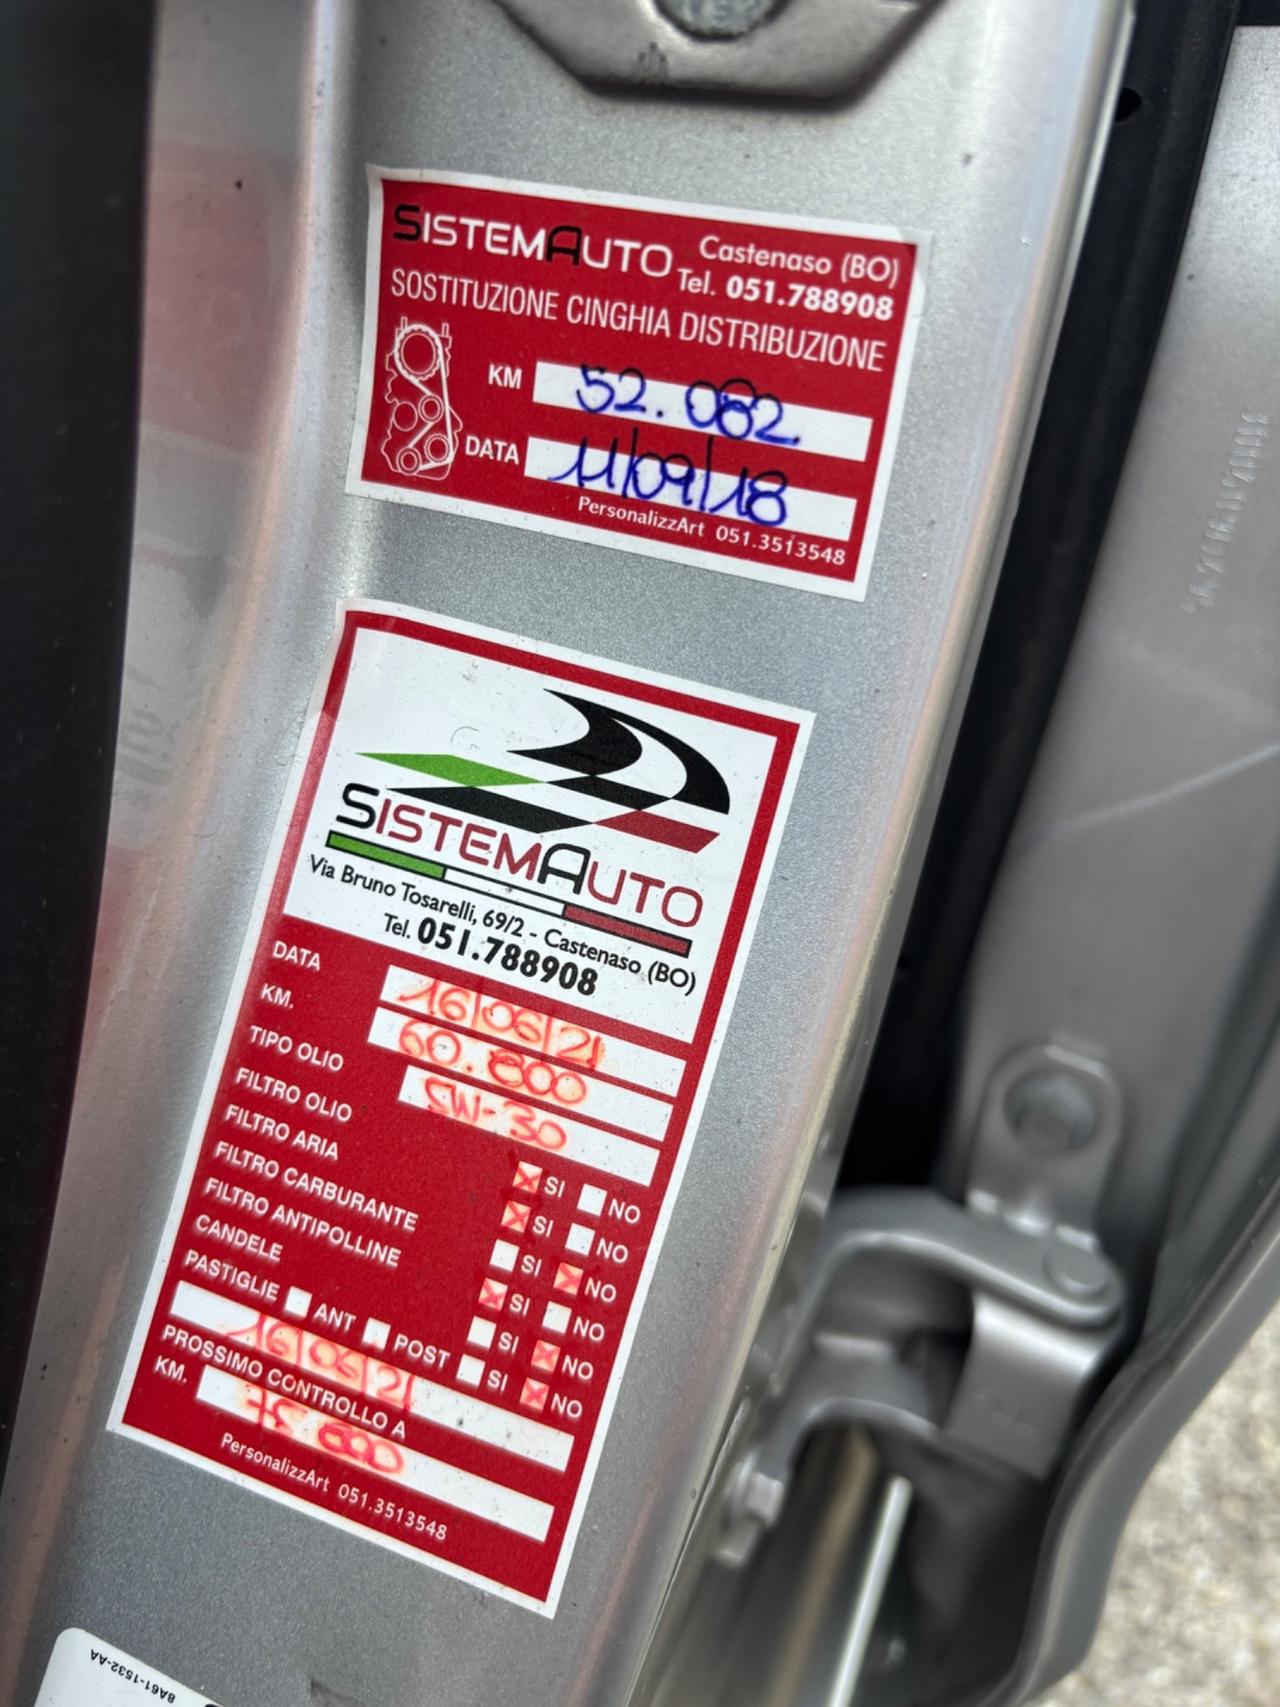 SISTEMAUTO Castenaso (BO)
Tel. 051.788908
SOSTITUZIONE CINGHIA DISTRIBUZIONE
KM 52.082
DATA 11/09/18
PersonalizzArt 051.3513548
SISTEMAUTO
Via Bruno Tosarelli, 69/2 - Castenaso (BO)
Tel. 051.788908
DATA 16/06/21
KM. 60.800
TIPO OLIO 5W-30
FILTRO OLIO SI NO
FILTRO ARIA SI NO
FILTRO CARBURANTE SI NO
FILTRO ANTIPOLLINE SI NO
CANDELE SI NO
PASTIGLIE ANT POST SI NO
16/06/21
PROSSIMO CONTROLLO A
KM. 75.800
PersonalizzArt 051.3513548
8A61-1532-AA